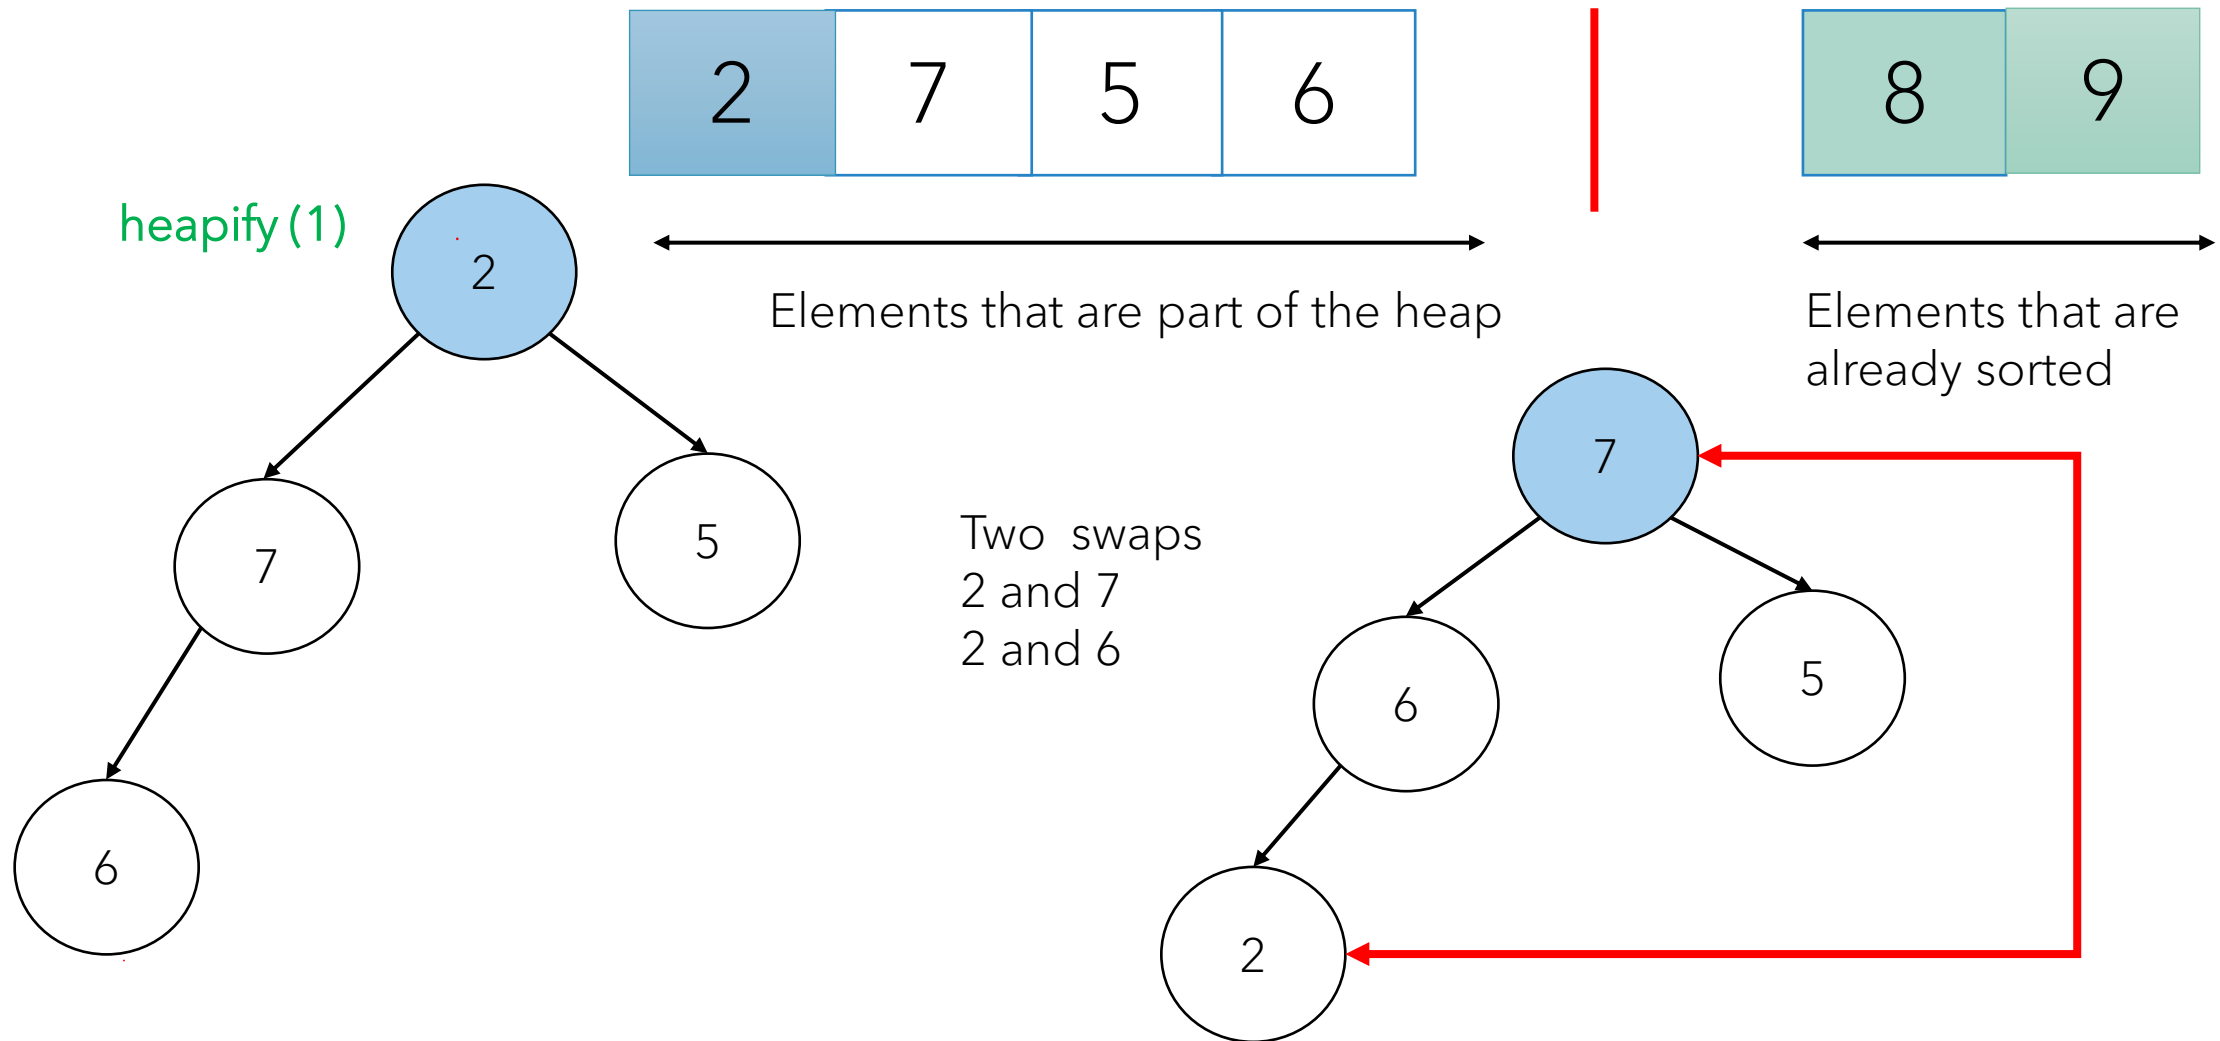 2 7 5 6 8 9
heapify (1)
Elements that are part of the heap
Elements that are
already sorted
2
7
5
6
Two swaps
2 and 7
2 and 6
7
6
5
2